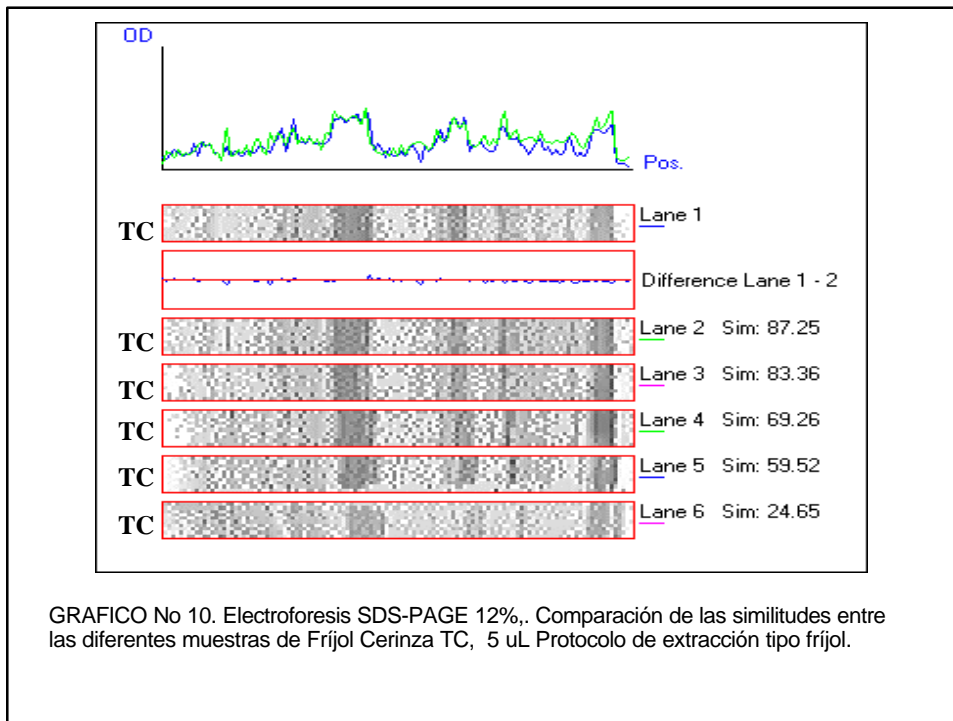 OD
Pos.
TC Lane 1
Difference Lane 1 - 2
TC Lane 2 Sim: 87.25
TC Lane 3 Sim: 83.36
TC Lane 4 Sim: 69.26
TC Lane 5 Sim: 59.52
TC Lane 6 Sim: 24.65
GRAFICO No 10. Electroforesis SDS-PAGE 12%,. Comparación de las similitudes entre
las diferentes muestras de Fríjol Cerinza TC, 5 uL Protocolo de extracción tipo fríjol.